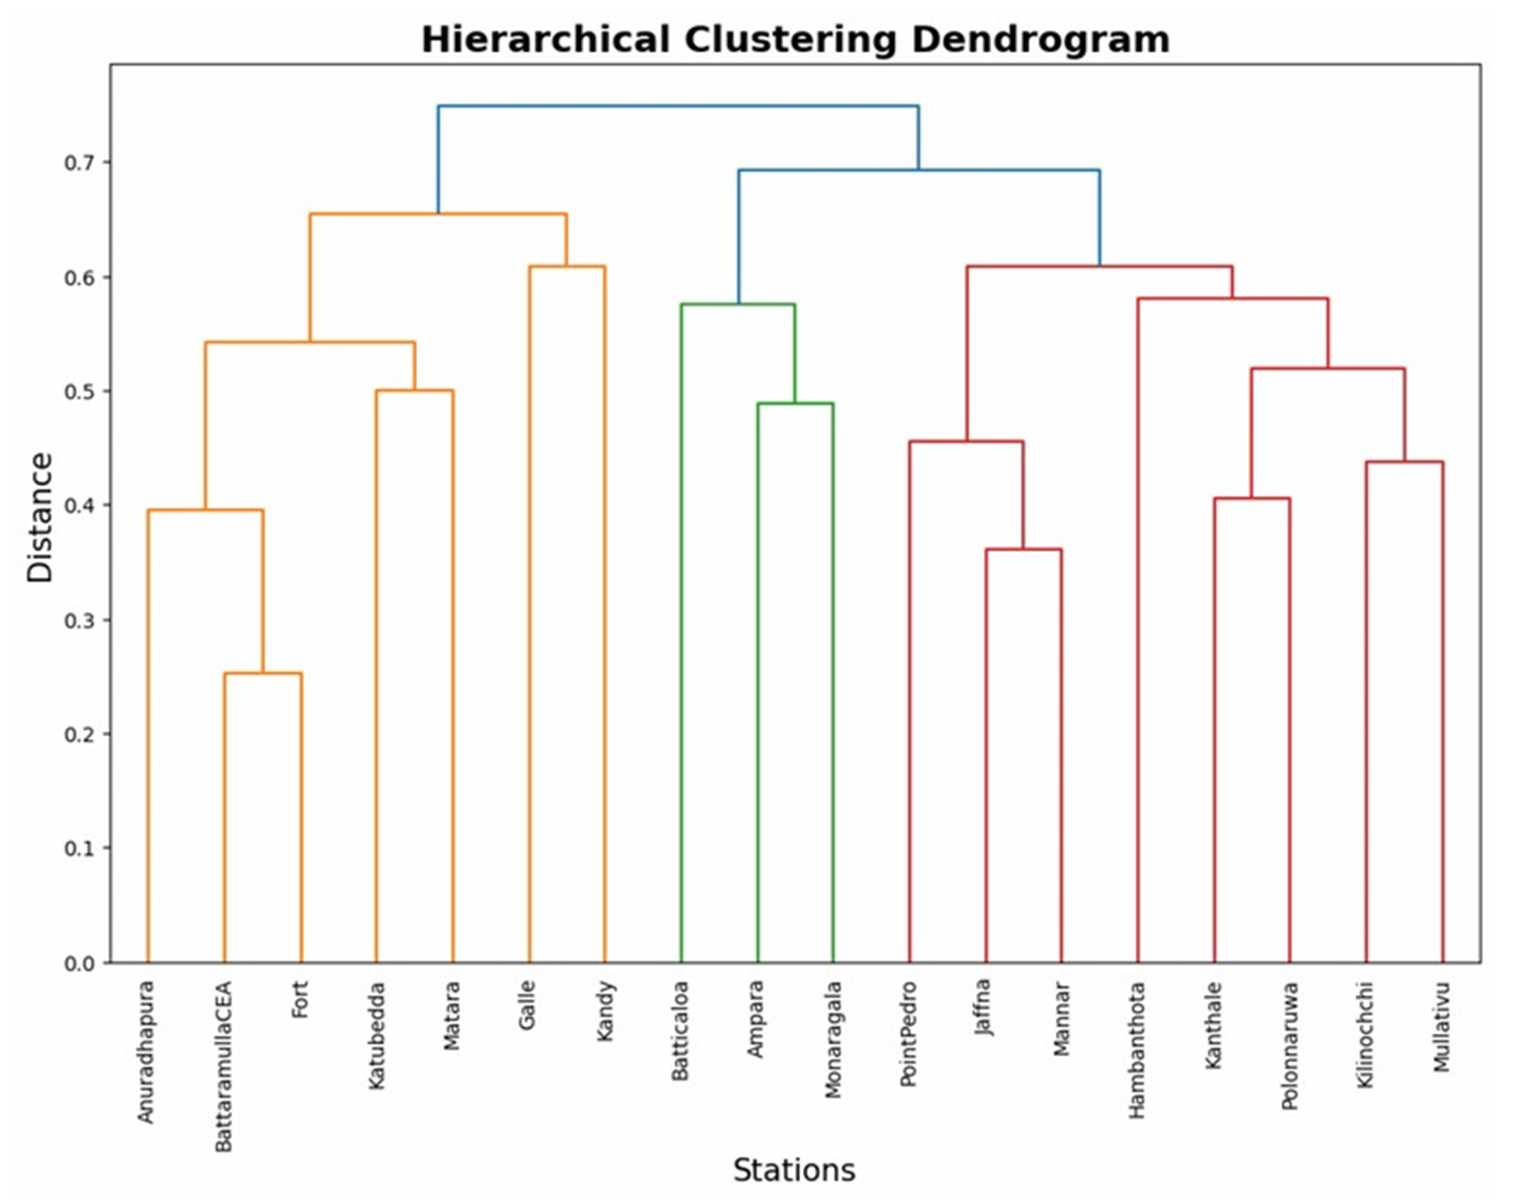 Hierarchical Clustering Dendrogram
0.7
0.6
0.5
0.4
0.3
0.2
0.1
0.0
Distance
Anuradhapura
BattaramullaCEA
Fort
Katubedda
Matara
Galle
Kandy
Batticaloa
Ampara
Monaragala
PointPedro
Jaffna
Mannar
Hambanthota
Kanthale
Polonnaruwa
Kilinochchi
Mullativu
Stations